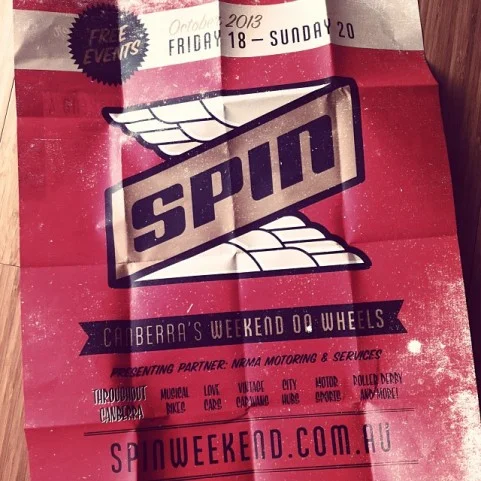 FREE
EVENTS
October 2013
FRIDAY 18 – SUNDAY 20
SPIN
CANBERRA'S WEEKEND ON WHEELS
PRESENTING PARTNER: NRMA MOTORING & SERVICES
THROUGHOUT
CANBERRA
MUSICAL
BIKES
LOVE
CARS
VINTAGE
CARAVANS
CITY
HUBS
MOTOR
SPORTS
ROLLER DERBY
AND MORE!
SPINWEEKEND.COM.AU